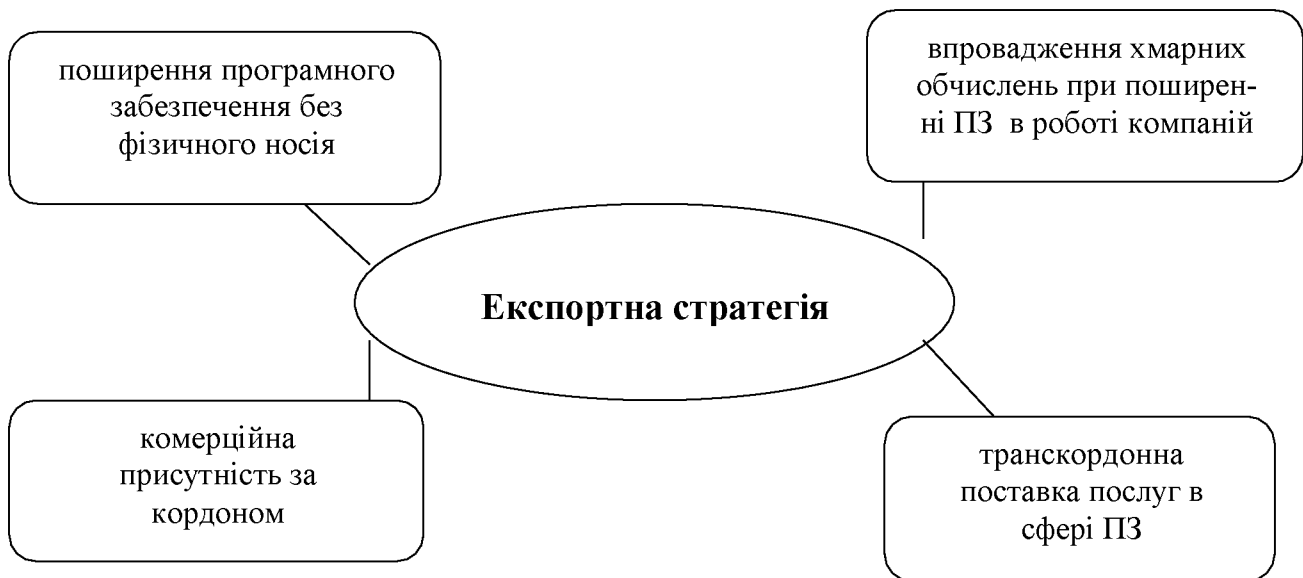 поширення програмного
забезпечення без
фізичного носія
впровадження хмарних
обчислень при поширен-
ні ПЗ в роботі компаній
Експортна стратегія
комерційна
присутність за
кордоном
транскордонна
поставка послуг в
сфері ПЗ